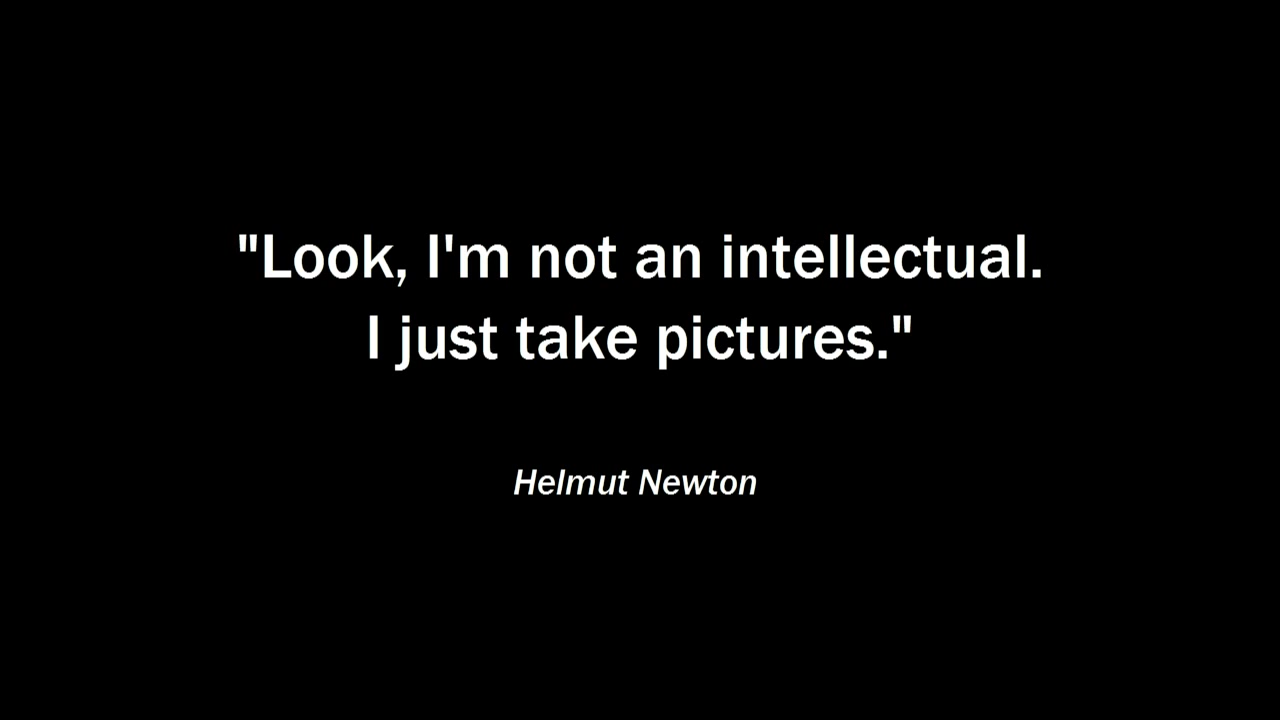 "Look, I'm not an intellectual.
I just take pictures."
Helmut Newton